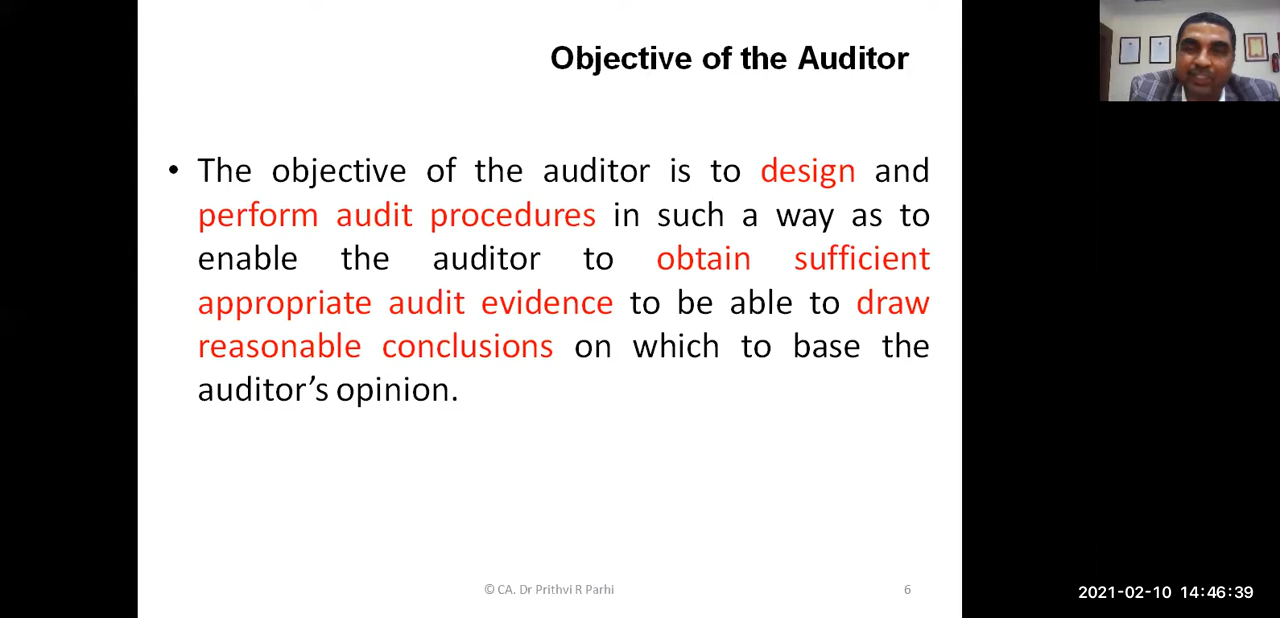 Objective of the Auditor
• The objective of the auditor is to design and
perform audit procedures in such a way as to
enable the auditor to obtain sufficient
appropriate audit evidence to be able to draw
reasonable conclusions on which to base the
auditor’s opinion.
© CA. Dr Prithvi R Parhi
6
2021-02-10 14:46:39